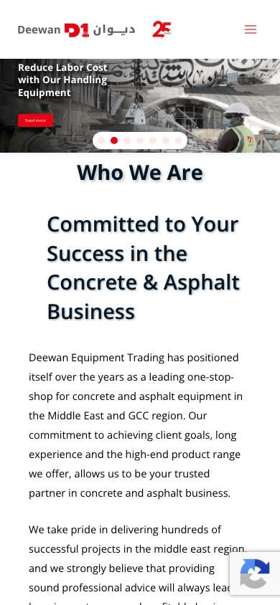 Deewan D1 ديــوان 25
Reduce Labor Cost
with Our Handling
Equipment
Read more
Who We Are
Committed to Your
Success in the
Concrete & Asphalt
Business
Deewan Equipment Trading has positioned
itself over the years as a leading one-stop-
shop for concrete and asphalt equipment in
the Middle East and GCC region. Our
commitment to achieving client goals, long
experience and the high-end product range
we offer, allows us to be your trusted
partner in concrete and asphalt business.
We take pride in delivering hundreds of
successful projects in the middle east region
and we strongly believe that providing
sound professional advice will always lead